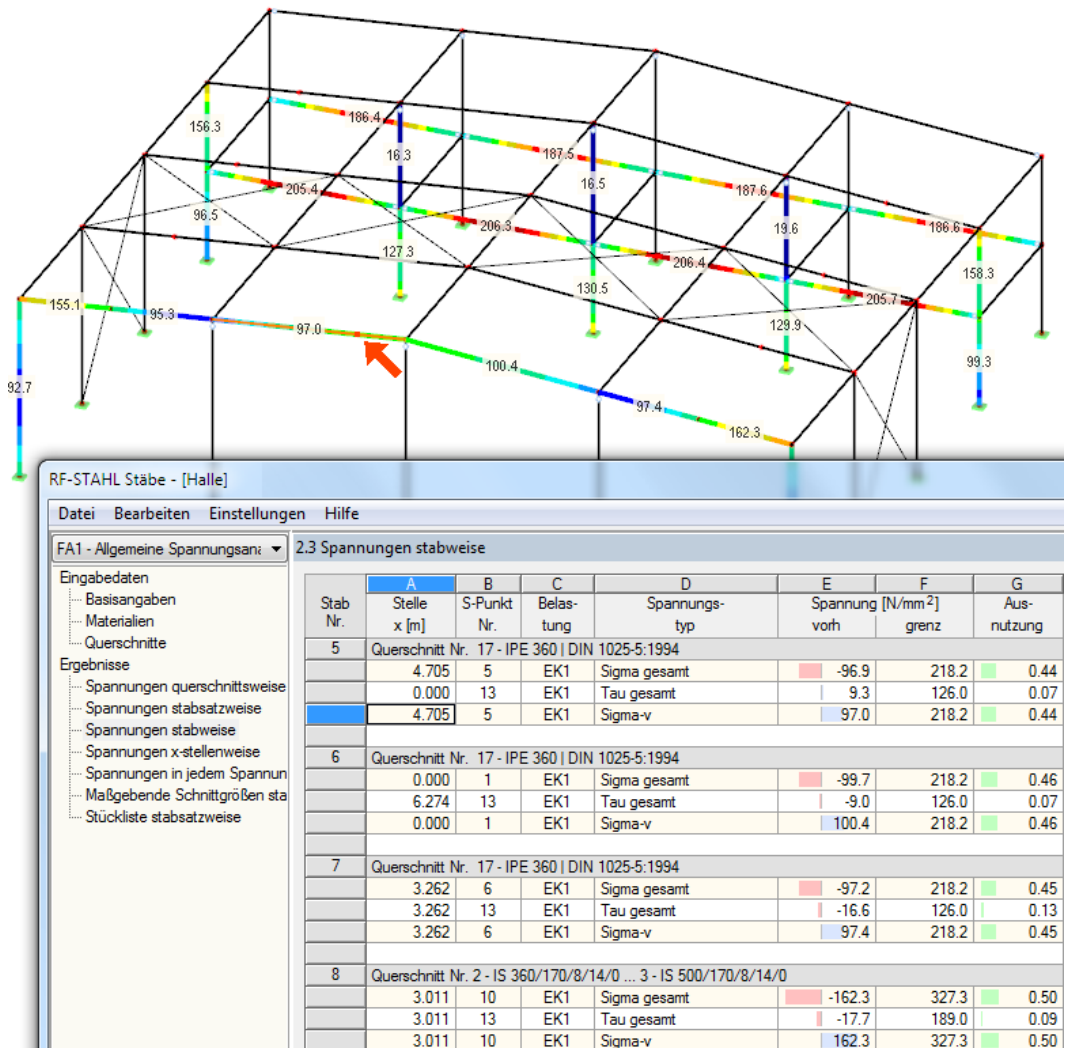 186.4
156.3
16.3
187.5
205.4
16.5
187.6
96.5
206.3
19.6
186.6
127.3
206.4
158.3
130.5
205.7
155.1
95.3
97.0
129.9
100.4
99.3
92.7
97.4
162.3
RF-STAHL Stäbe - [Halle]
Datei Bearbeiten Einstellungen Hilfe
FA1 - Allgemeine Spannungsana
2.3 Spannungen stabweise
Eingabedaten
Basisangaben
Materialien
Querschnitte
Ergebnisse
Spannungen querschnittsweise
Spannungen stabsatzweise
Spannungen stabweise
Spannungen x-stellenweise
Spannungen in jedem Spannun
Maßgebende Schnittgrößen sta
Stückliste stabsatzweise
A B C D E F G
Stab Stelle S-Punkt Belas- Spannungs- Spannung [N/mm²] Aus-
Nr. x [m] Nr. tung typ vorh grenz nutzung
5 Querschnitt Nr. 17 - IPE 360 | DIN 1025-5:1994
4.705 5 EK1 Sigma gesamt -96.9 218.2 0.44
0.000 13 EK1 Tau gesamt 9.3 126.0 0.07
4.705 5 EK1 Sigma-v 97.0 218.2 0.44
6 Querschnitt Nr. 17 - IPE 360 | DIN 1025-5:1994
0.000 1 EK1 Sigma gesamt -99.7 218.2 0.46
6.274 13 EK1 Tau gesamt -9.0 126.0 0.07
0.000 1 EK1 Sigma-v 100.4 218.2 0.46
7 Querschnitt Nr. 17 - IPE 360 | DIN 1025-5:1994
3.262 6 EK1 Sigma gesamt -97.2 218.2 0.45
3.262 13 EK1 Tau gesamt -16.6 126.0 0.13
3.262 6 EK1 Sigma-v 97.4 218.2 0.45
8 Querschnitt Nr. 2 - IS 360/170/8/14/0 ... 3 - IS 500/170/8/14/0
3.011 10 EK1 Sigma gesamt -162.3 327.3 0.50
3.011 13 EK1 Tau gesamt -17.7 189.0 0.09
3.011 10 EK1 Sigma-v 162.3 327.3 0.50